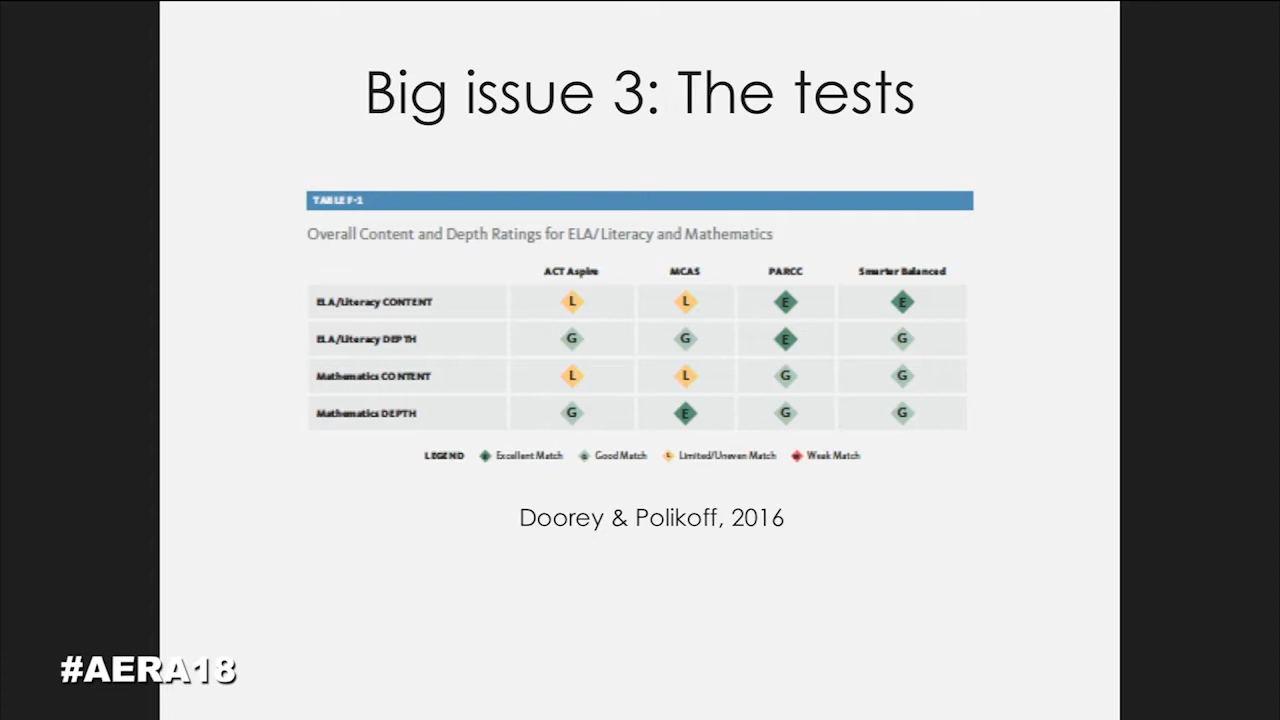 Big issue 3: The tests
TABLE F-1
Overall Content and Depth Ratings for ELA/Literacy and Mathematics
ACT Aspire MCAS PARCC Smarter Balanced
ELA/Literacy CONTENT L L E E
ELA/Literacy DEPTH G G E G
Mathematics CONTENT L L G G
Mathematics DEPTH G E G G
LEGEND E Excellent Match G Good Match L Limited/Uneven Match W Weak Match
Doorey & Polikoff, 2016
#AERA18